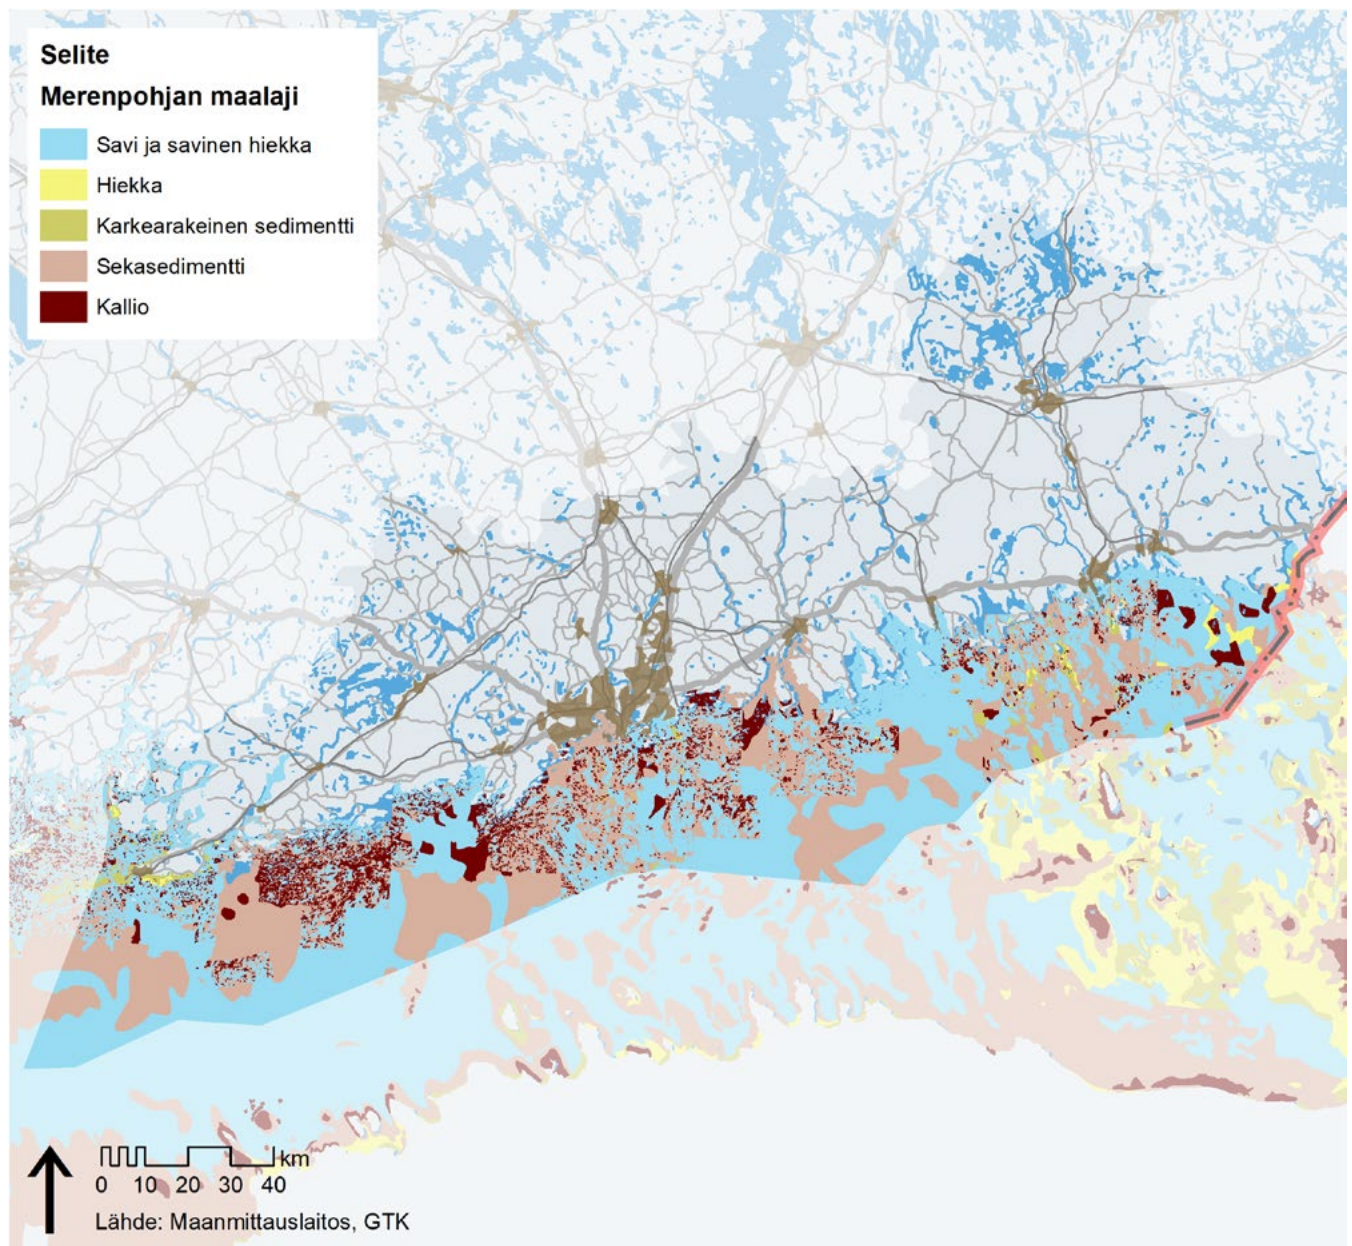 Selite
Merenpohjan maalaji
Savi ja savinen hiekka
Hiekka
Karkearakeinen sedimentti
Sekasedimentti
Kallio
km
0 10 20 30 40
Lähde: Maanmittauslaitos, GTK